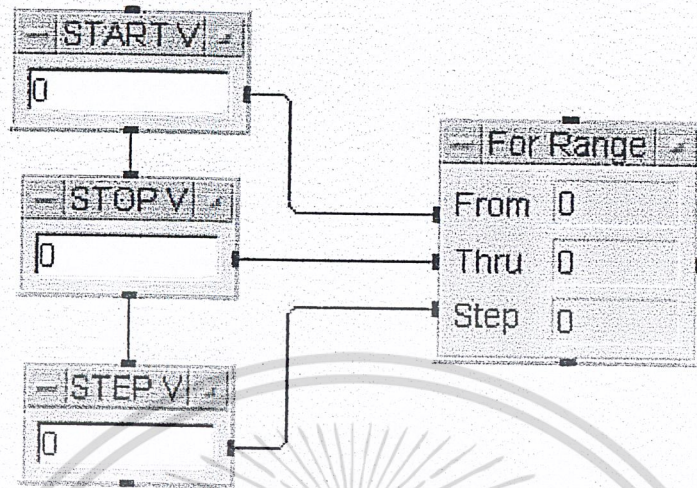 START V
0
STOP V
0
STEP V
0
For Range
From 0
Thru 0
Step 0